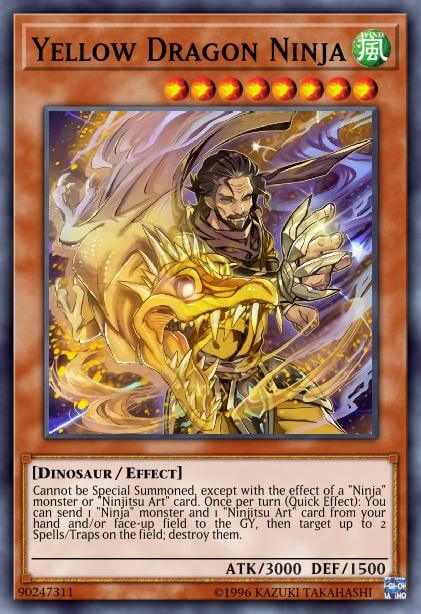 Yellow Dragon Ninja
WIND
風
[Dinosaur / Effect]
Cannot be Special Summoned, except with the effect of a "Ninja"
monster or "Ninjitsu Art" card. Once per turn (Quick Effect): You
can send 1 "Ninja" monster and 1 "Ninjitsu Art" card from your
hand and/or face-up field to the GY, then target up to 2
Spells/Traps on the field; destroy them.
ATK/3000 DEF/1500
90247311
©1996 KAZUKI TAKAHASHI